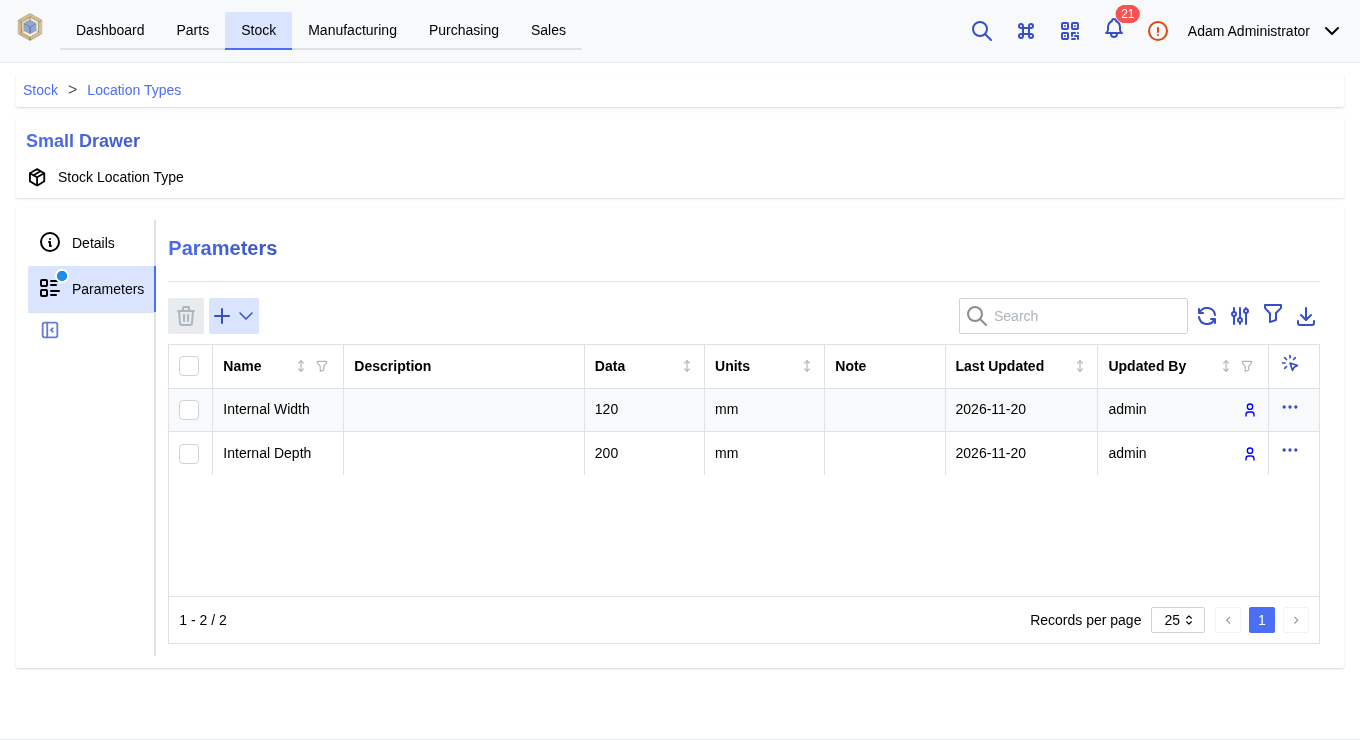 Dashboard Parts Stock Manufacturing Purchasing Sales 21 Adam Administrator
Stock > Location Types
Small Drawer
Stock Location Type
Details
Parameters
Parameters
Search
Name Description Data Units Note Last Updated Updated By
Internal Width 120 mm 2026-11-20 admin
Internal Depth 200 mm 2026-11-20 admin
1 - 2 / 2 Records per page 25 1